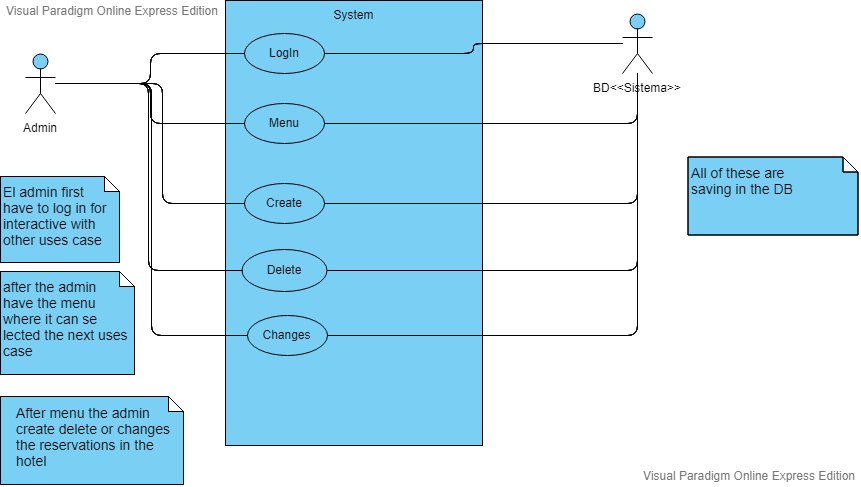 Visual Paradigm Online Express Edition
System
LogIn
Menu
Create
Delete
Changes
Admin
BD<<Sistema>>
El admin first
have to log in for
interactive with
other uses case
after the admin
have the menu
where it can se
lected the next uses
case
After menu the admin
create delete or changes
the reservations in the
hotel
All of these are
saving in the DB
Visual Paradigm Online Express Edition